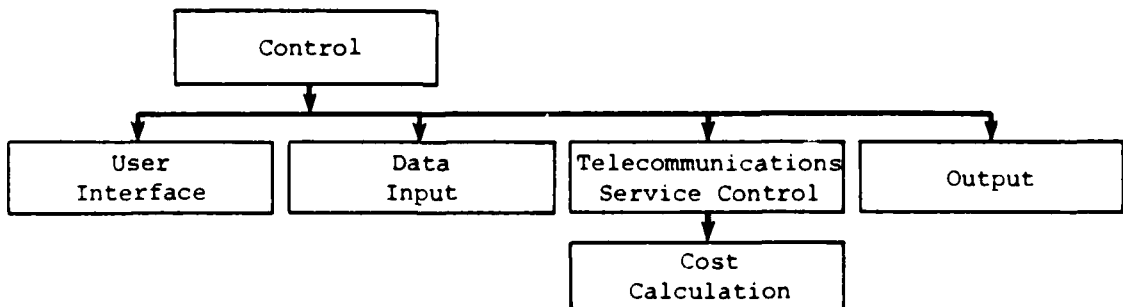 Control
User
Interface
Data
Input
Telecommunications
Service Control
Output
Cost
Calculation